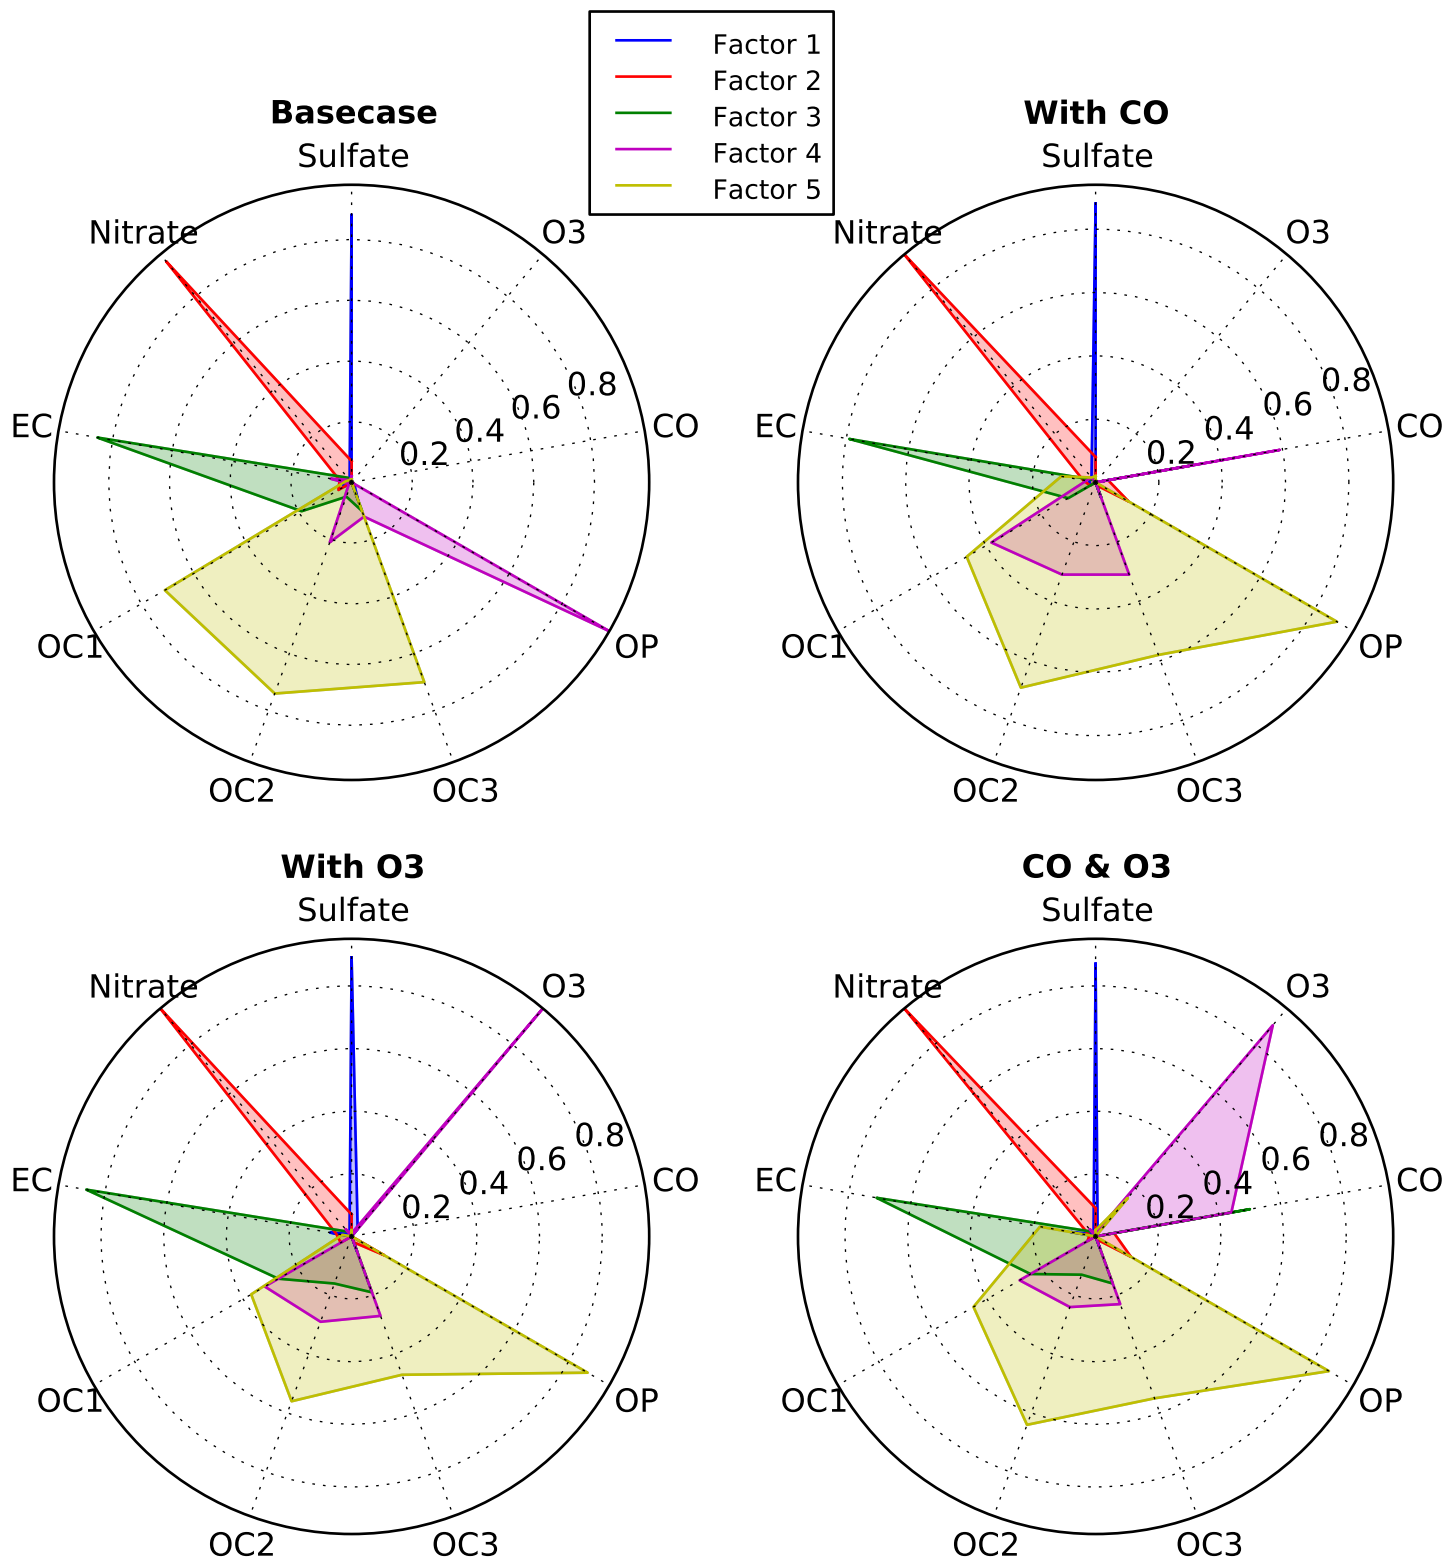 Factor 1
Factor 2
Factor 3
Factor 4
Factor 5
Basecase
Sulfate
Nitrate
O3
EC
CO
0.2
0.4
0.6
0.8
OC1
OP
OC2
OC3
With CO
Sulfate
Nitrate
O3
EC
CO
0.2
0.4
0.6
0.8
OC1
OP
OC2
OC3
With O3
Sulfate
Nitrate
O3
EC
CO
0.2
0.4
0.6
0.8
OC1
OP
OC2
OC3
CO & O3
Sulfate
Nitrate
O3
EC
CO
0.2
0.4
0.6
0.8
OC1
OP
OC2
OC3